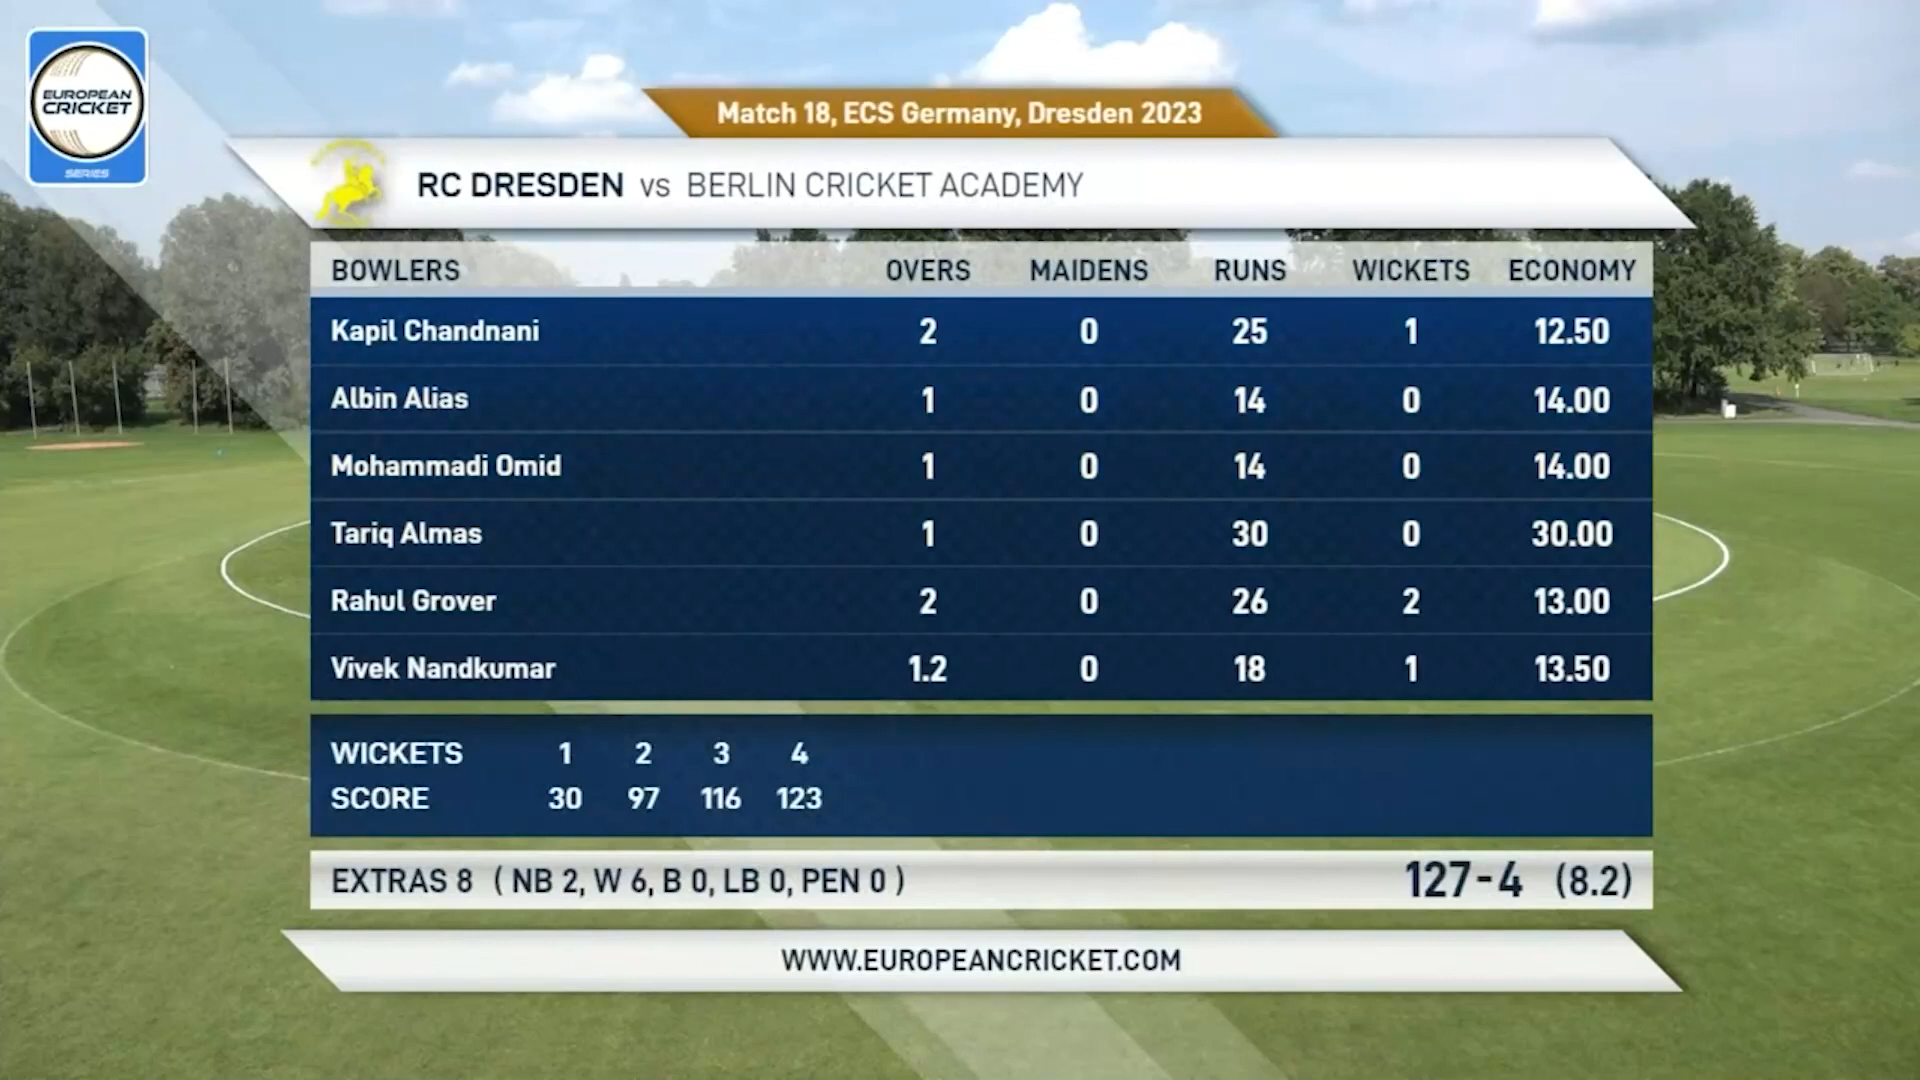 EUROPEAN
CRICKET
SERIES
Match 18, ECS Germany, Dresden 2023
RC DRESDEN vs BERLIN CRICKET ACADEMY
BOWLERS OVERS MAIDENS RUNS WICKETS ECONOMY
Kapil Chandnani 2 0 25 1 12.50
Albin Alias 1 0 14 0 14.00
Mohammadi Omid 1 0 14 0 14.00
Tariq Almas 1 0 30 0 30.00
Rahul Grover 2 0 26 2 13.00
Vivek Nandkumar 1.2 0 18 1 13.50
WICKETS 1 2 3 4
SCORE 30 97 116 123
EXTRAS 8 ( NB 2, W 6, B 0, LB 0, PEN 0 ) 127-4 (8.2)
WWW.EUROPEANCRICKET.COM